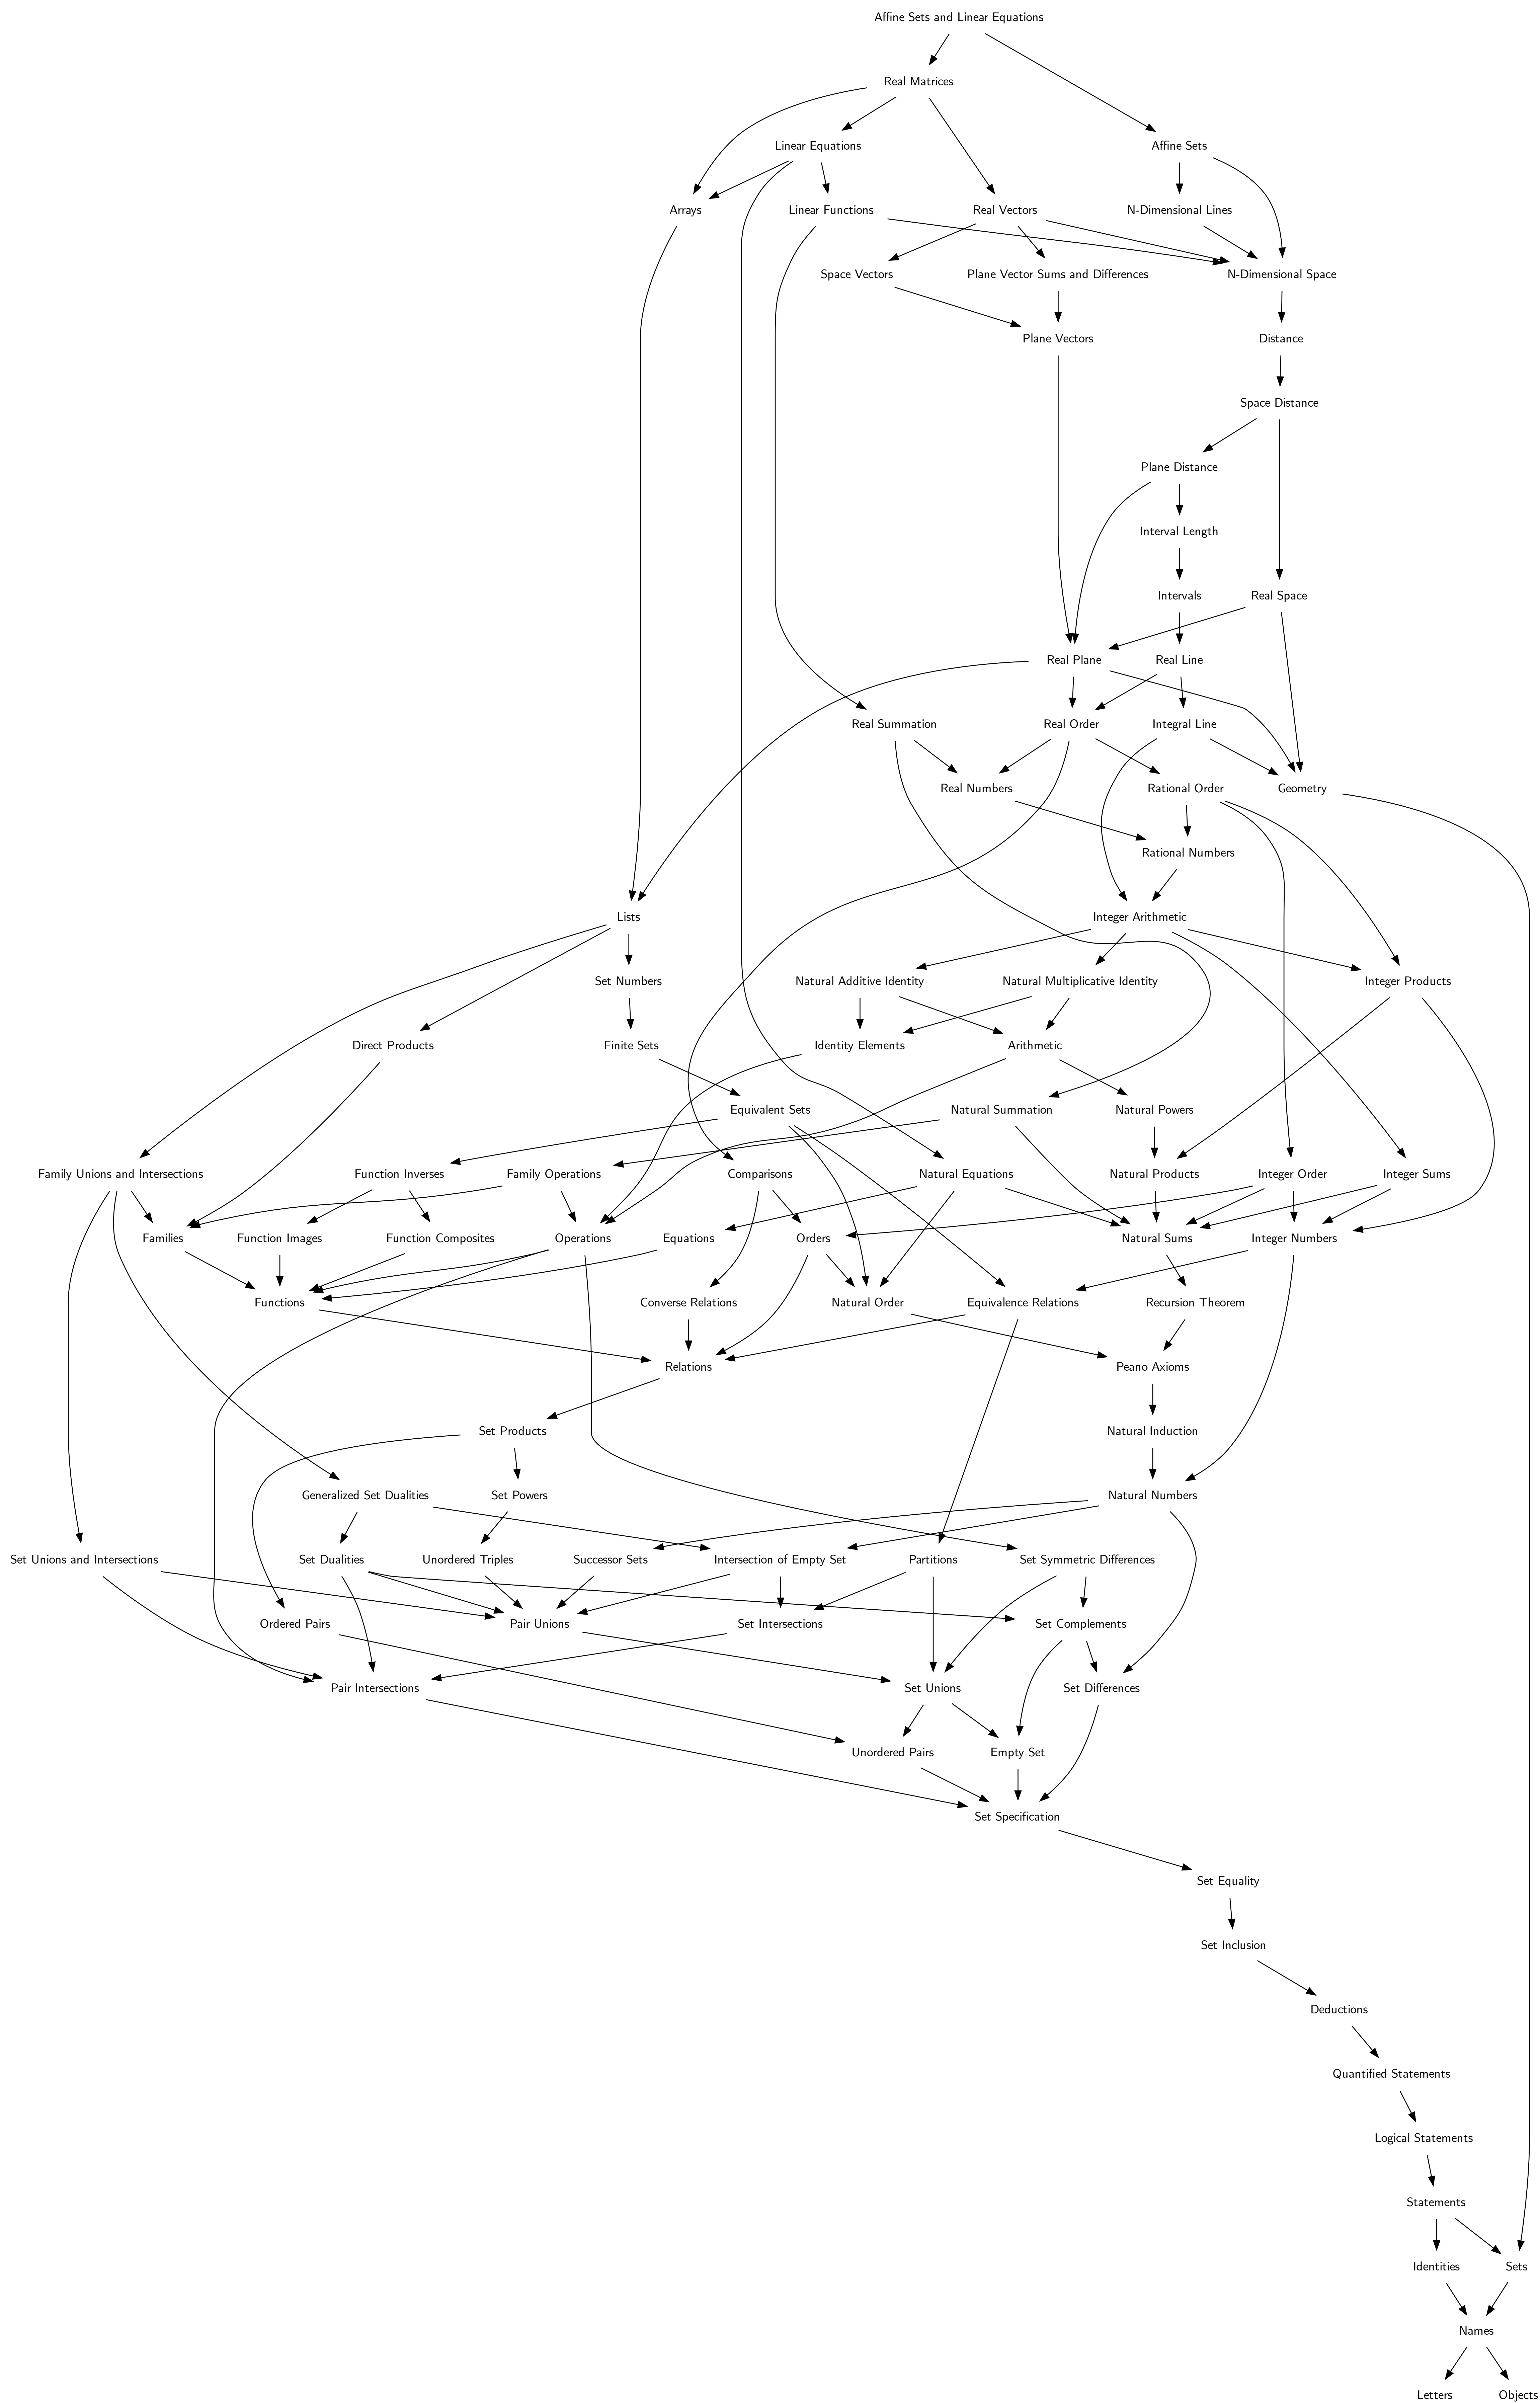 Affine Sets and Linear Equations
Real Matrices
Linear Equations
Affine Sets
Arrays
Linear Functions
Real Vectors
N-Dimensional Lines
Space Vectors
Plane Vector Sums and Differences
N-Dimensional Space
Plane Vectors
Distance
Space Distance
Plane Distance
Interval Length
Intervals
Real Space
Real Plane
Real Line
Real Summation
Real Order
Integral Line
Real Numbers
Rational Order
Geometry
Rational Numbers
Lists
Integer Arithmetic
Set Numbers
Natural Additive Identity
Natural Multiplicative Identity
Integer Products
Direct Products
Finite Sets
Identity Elements
Arithmetic
Equivalent Sets
Natural Summation
Natural Powers
Family Unions and Intersections
Function Inverses
Family Operations
Comparisons
Natural Equations
Natural Products
Integer Order
Integer Sums
Families
Function Images
Function Composites
Operations
Equations
Orders
Natural Sums
Integer Numbers
Functions
Converse Relations
Natural Order
Equivalence Relations
Recursion Theorem
Relations
Peano Axioms
Set Products
Natural Induction
Generalized Set Dualities
Set Powers
Natural Numbers
Set Unions and Intersections
Set Dualities
Unordered Triples
Successor Sets
Intersection of Empty Set
Partitions
Set Symmetric Differences
Ordered Pairs
Pair Unions
Set Intersections
Set Complements
Pair Intersections
Set Unions
Set Differences
Unordered Pairs
Empty Set
Set Specification
Set Equality
Set Inclusion
Deductions
Quantified Statements
Logical Statements
Statements
Identities
Sets
Names
Letters
Objects